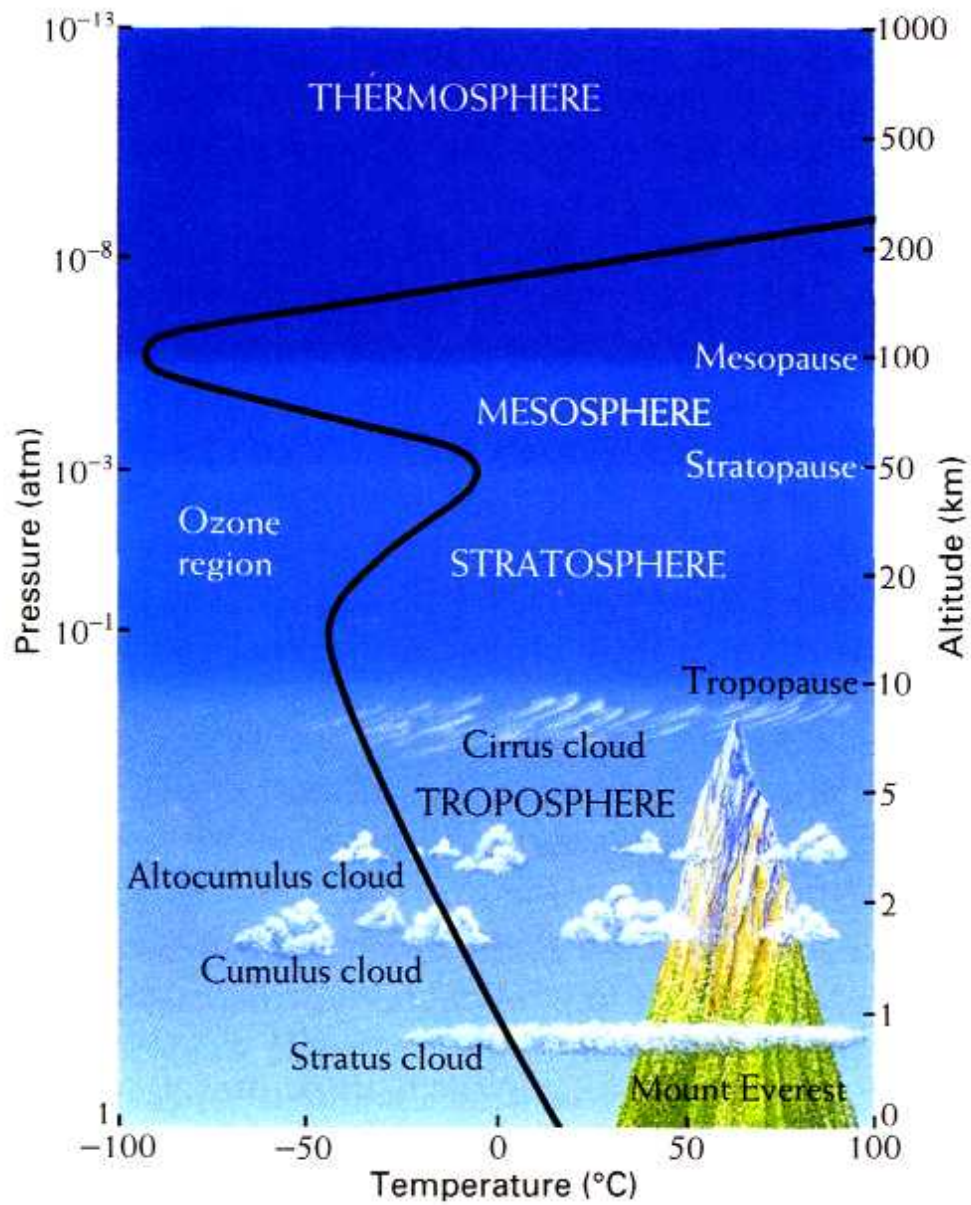 10⁻¹³
1000
THERMOSPHERE
500
10⁻⁸
200
Mesopause
100
MESOSPHERE
10⁻³
Stratopause
50
Pressure (atm)
Altitude (km)
Ozone
region
STRATOSPHERE
20
10⁻¹
Tropopause
10
Cirrus cloud
TROPOSPHERE
5
Altocumulus cloud
2
Cumulus cloud
1
Stratus cloud
Mount Everest
1
0
−100 −50 0 50 100
Temperature (°C)